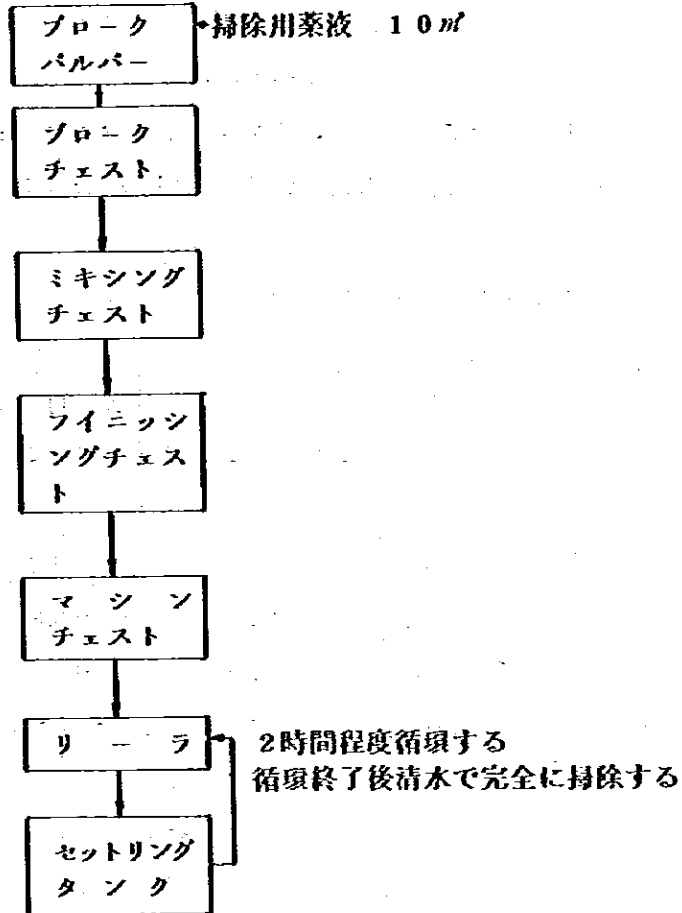 ブローク
パルパー
掃除用薬液 10㎥
ブローク
チェスト
ミキシング
チェスト
フイニッシ
ングチェス
ト
マシン
チェスト
リーラ
2時間程度循環する
循環終了後清水で完全に掃除する
セットリング
タンク